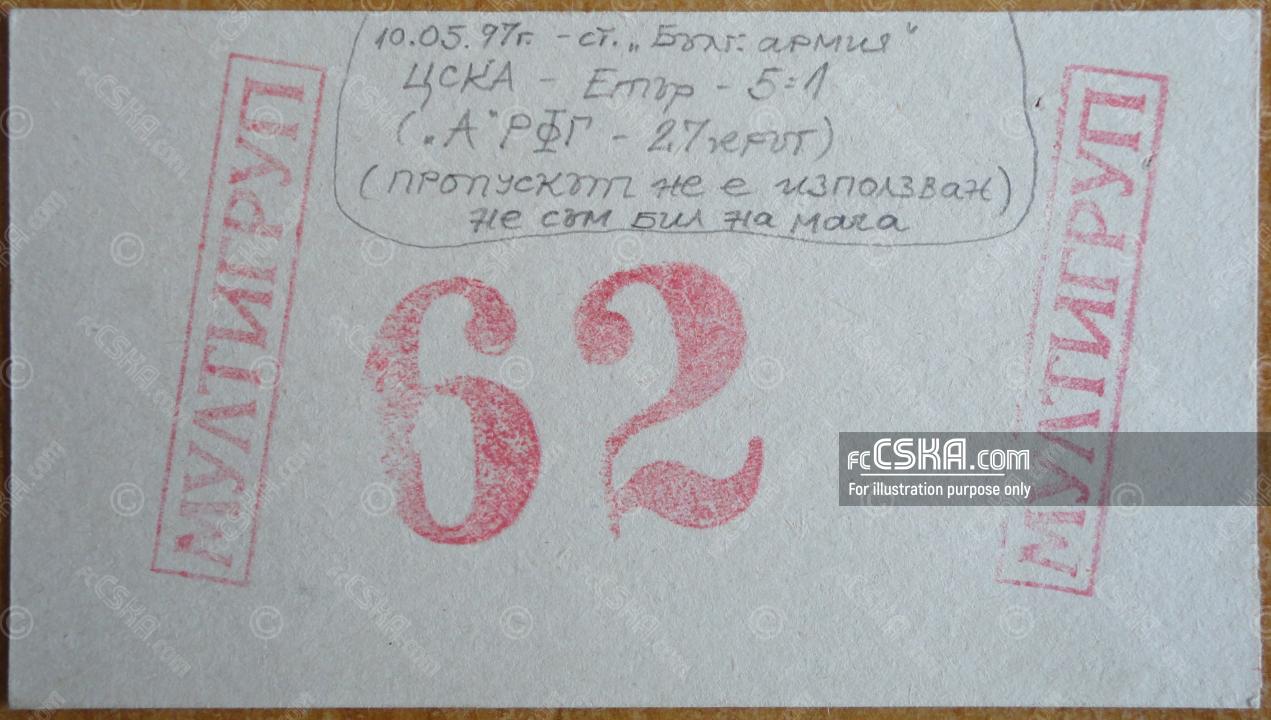 10.05.97г. - ст. „Бълг. армия"
ЦСКА - Етър - 5:1
(„А" РФГ - 27 кръг)
(пропускът не е използван)
не съм бил на мача
МУЛТИГРУП
62
МУЛТИГРУП
fcCSKA.com
For illustration purpose only